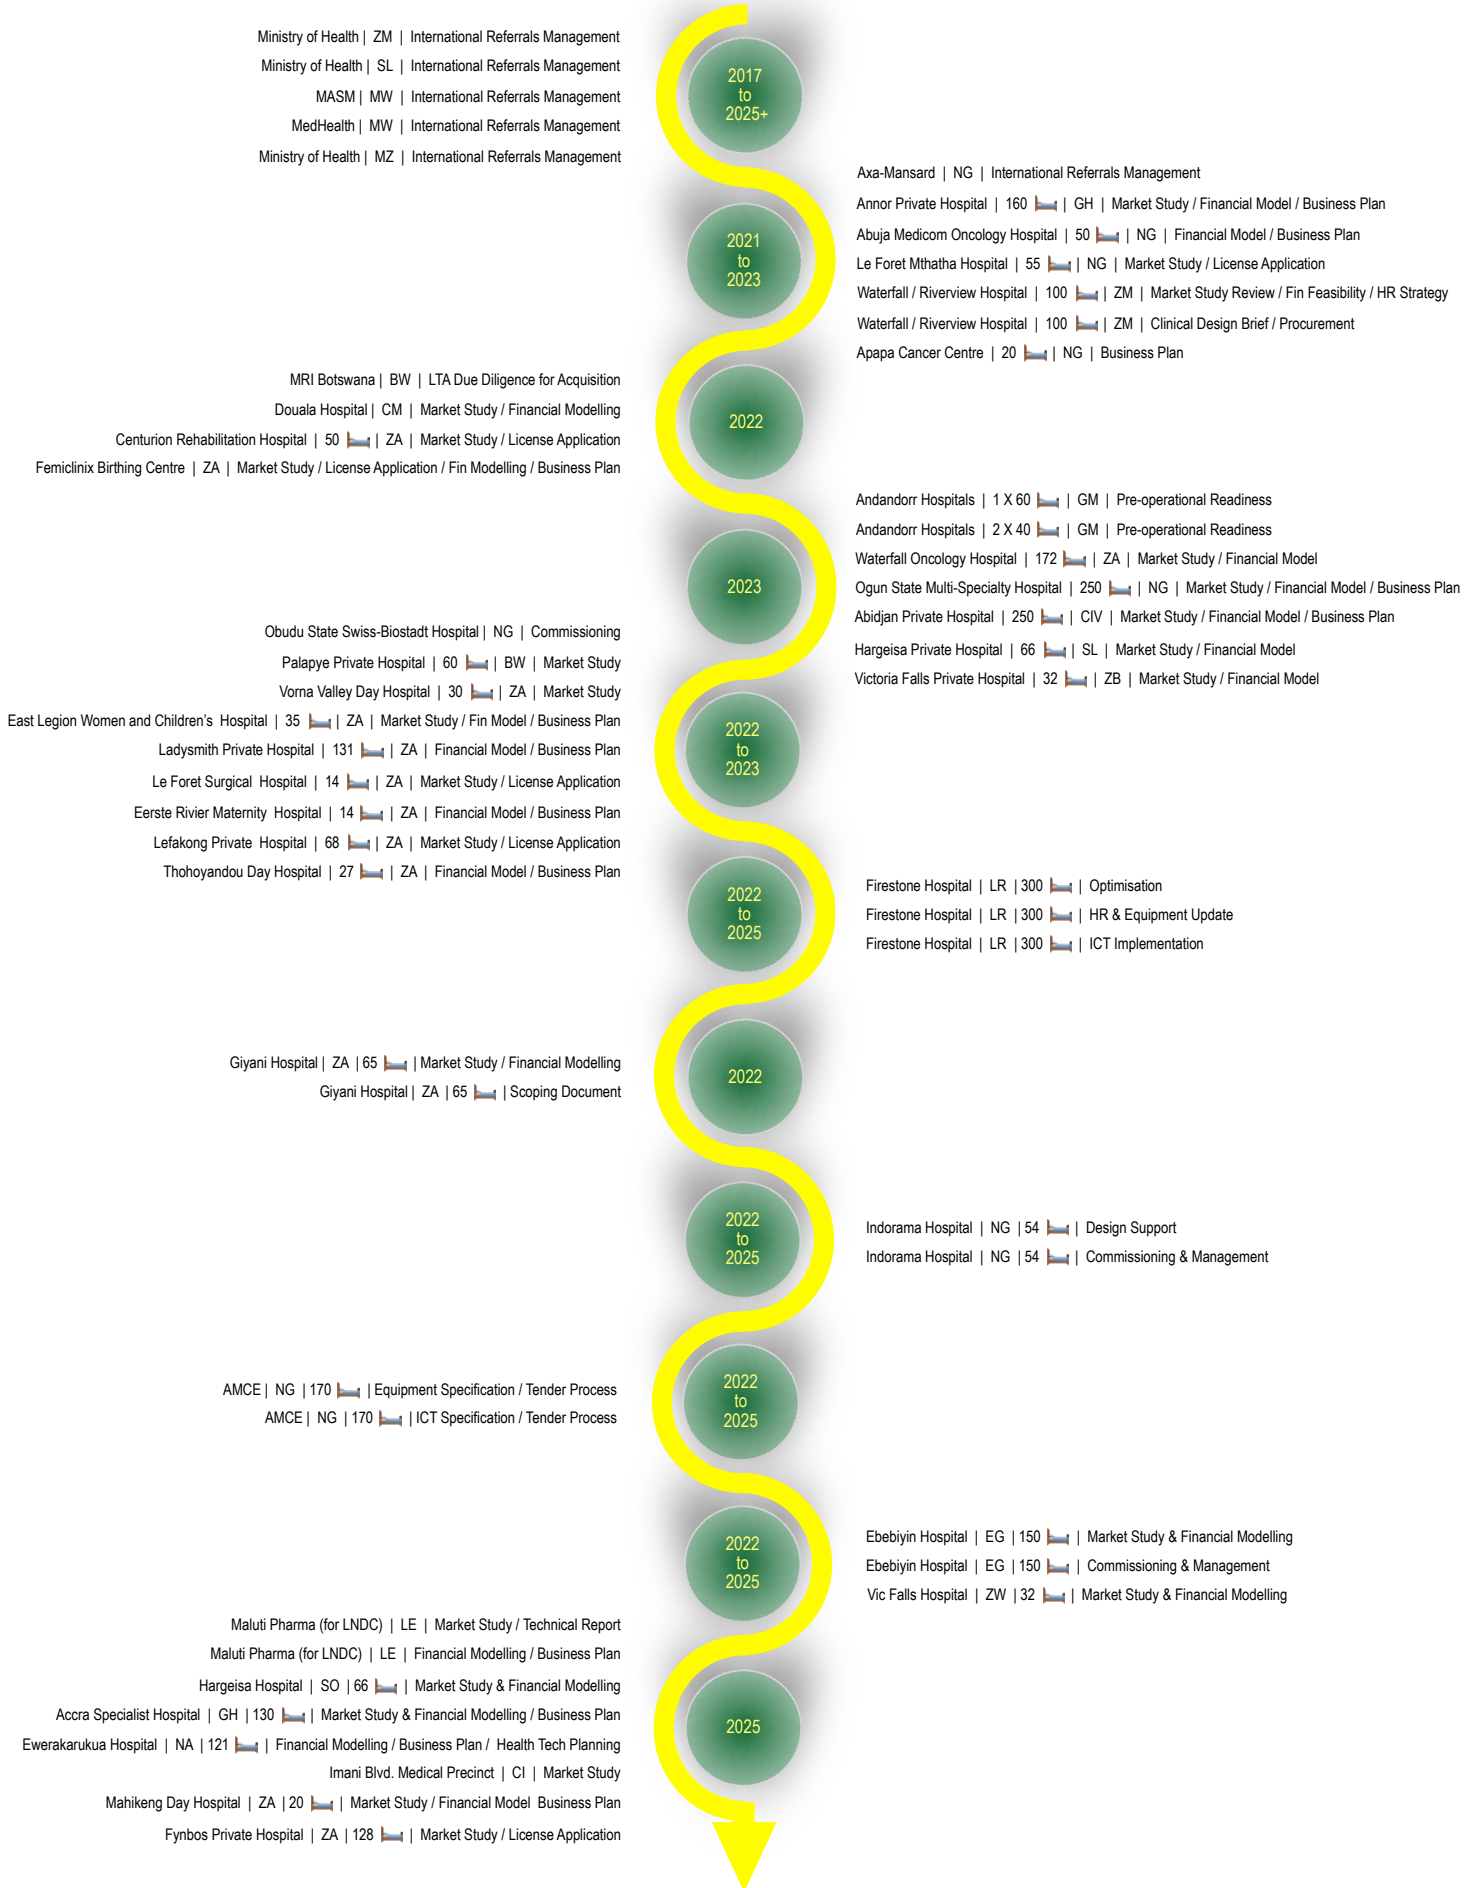 2017
to
2025+
Ministry of Health | ZM | International Referrals Management
Ministry of Health | SL | International Referrals Management
MASM | MW | International Referrals Management
MedHealth | MW | International Referrals Management
Ministry of Health | MZ | International Referrals Management
2021
to
2023
Axa-Mansard | NG | International Referrals Management
Annor Private Hospital | 160 | GH | Market Study / Financial Model / Business Plan
Abuja Medicom Oncology Hospital | 50 | NG | Financial Model / Business Plan
Le Foret Mthatha Hospital | 55 | NG | Market Study / License Application
Waterfall / Riverview Hospital | 100 | ZM | Market Study Review / Fin Feasibility / HR Strategy
Waterfall / Riverview Hospital | 100 | ZM | Clinical Design Brief / Procurement
Apapa Cancer Centre | 20 | NG | Business Plan
2022
MRI Botswana | BW | LTA Due Diligence for Acquisition
Douala Hospital | CM | Market Study / Financial Modelling
Centurion Rehabilitation Hospital | 50 | ZA | Market Study / License Application
Femiclinix Birthing Centre | ZA | Market Study / License Application / Fin Modelling / Business Plan
2023
Andandorr Hospitals | 1 X 60 | GM | Pre-operational Readiness
Andandorr Hospitals | 2 X 40 | GM | Pre-operational Readiness
Waterfall Oncology Hospital | 172 | ZA | Market Study / Financial Model
Ogun State Multi-Specialty Hospital | 250 | NG | Market Study / Financial Model / Business Plan
Abidjan Private Hospital | 250 | CIV | Market Study / Financial Model / Business Plan
Hargeisa Private Hospital | 66 | SL | Market Study / Financial Model
Victoria Falls Private Hospital | 32 | ZB | Market Study / Financial Model
2022
to
2023
Obudu State Swiss-Biostadt Hospital | NG | Commissioning
Palapye Private Hospital | 60 | BW | Market Study
Vorna Valley Day Hospital | 30 | ZA | Market Study
East Legion Women and Children's Hospital | 35 | ZA | Market Study / Fin Model / Business Plan
Ladysmith Private Hospital | 131 | ZA | Financial Model / Business Plan
Le Foret Surgical Hospital | 14 | ZA | Market Study / License Application
Eerste Rivier Maternity Hospital | 14 | ZA | Financial Model / Business Plan
Lefakong Private Hospital | 68 | ZA | Market Study / License Application
Thohoyandou Day Hospital | 27 | ZA | Financial Model / Business Plan
2022
to
2025
Firestone Hospital | LR | 300 | Optimisation
Firestone Hospital | LR | 300 | HR & Equipment Update
Firestone Hospital | LR | 300 | ICT Implementation
2022
Giyani Hospital | ZA | 65 | Market Study / Financial Modelling
Giyani Hospital | ZA | 65 | Scoping Document
2022
to
2025
Indorama Hospital | NG | 54 | Design Support
Indorama Hospital | NG | 54 | Commissioning & Management
2022
to
2025
AMCE | NG | 170 | Equipment Specification / Tender Process
AMCE | NG | 170 | ICT Specification / Tender Process
2022
to
2025
Ebebiyin Hospital | EG | 150 | Market Study & Financial Modelling
Ebebiyin Hospital | EG | 150 | Commissioning & Management
Vic Falls Hospital | ZW | 32 | Market Study & Financial Modelling
2025
Maluti Pharma (for LNDC) | LE | Market Study / Technical Report
Maluti Pharma (for LNDC) | LE | Financial Modelling / Business Plan
Hargeisa Hospital | SO | 66 | Market Study & Financial Modelling
Accra Specialist Hospital | GH | 130 | Market Study & Financial Modelling / Business Plan
Ewerakarukua Hospital | NA | 121 | Financial Modelling / Business Plan / Health Tech Planning
Imani Blvd. Medical Precinct | CI | Market Study
Mahikeng Day Hospital | ZA | 20 | Market Study / Financial Model Business Plan
Fynbos Private Hospital | ZA | 128 | Market Study / License Application